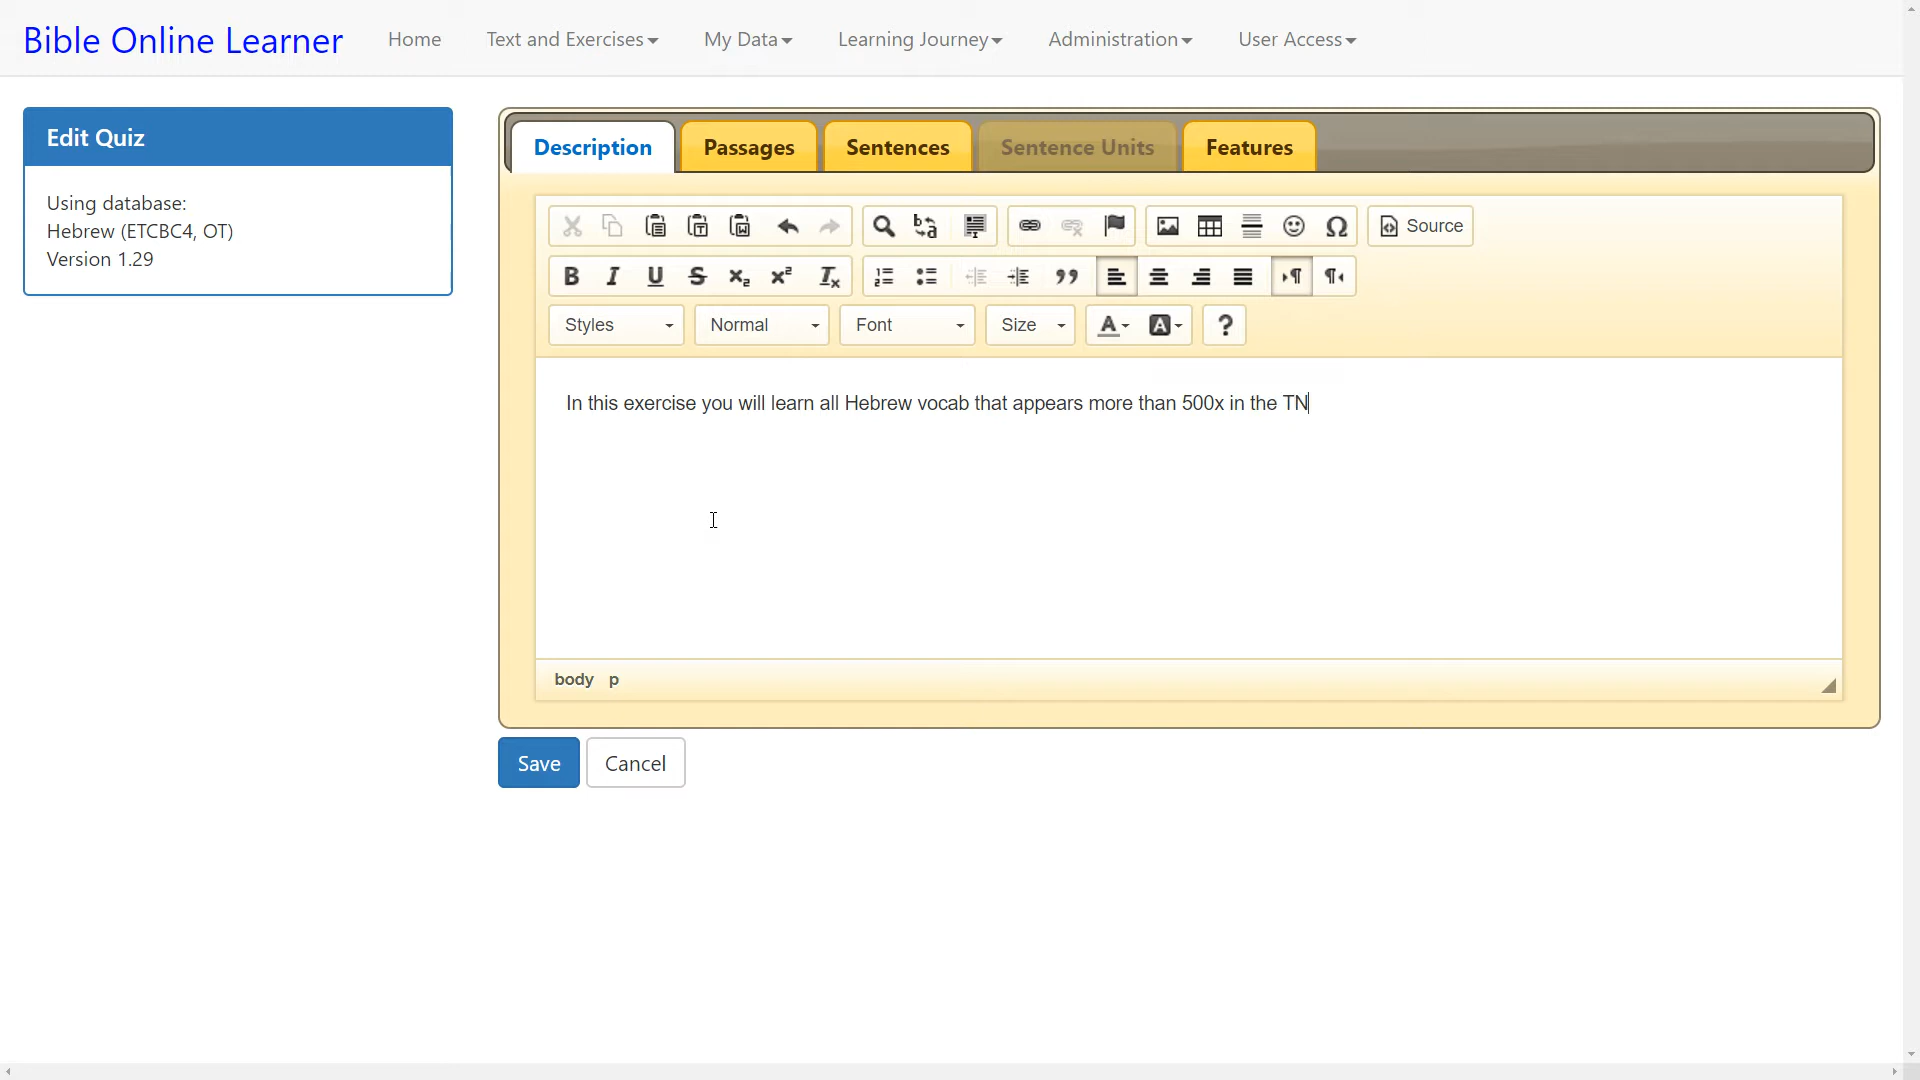 Bible Online Learner Home Text and Exercises My Data Learning Journey Administration User Access
Edit Quiz
Using database:
Hebrew (ETCBC4, OT)
Version 1.29
Description Passages Sentences Sentence Units Features
Source
Styles Normal Font Size
In this exercise you will learn all Hebrew vocab that appears more than 500x in the TN
body p
Save Cancel